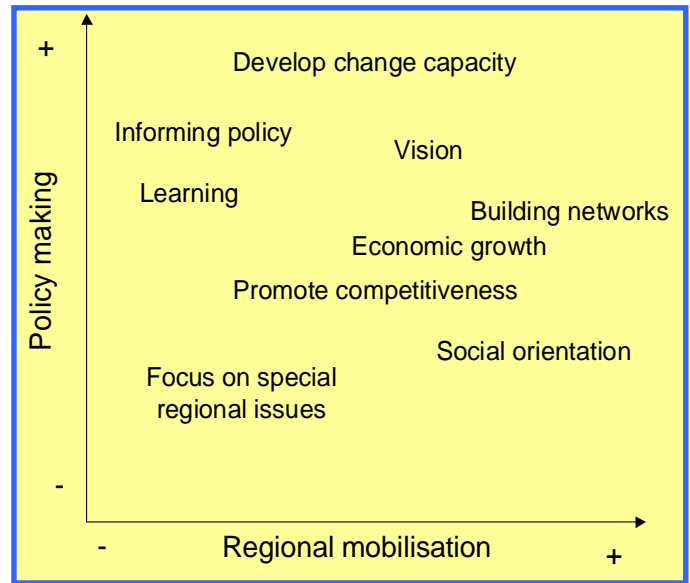 +
Develop change capacity
Informing policy
Vision
Learning
Building networks
Economic growth
Promote competitiveness
Social orientation
Focus on special
regional issues
Policy making
-
-
Regional mobilisation
+